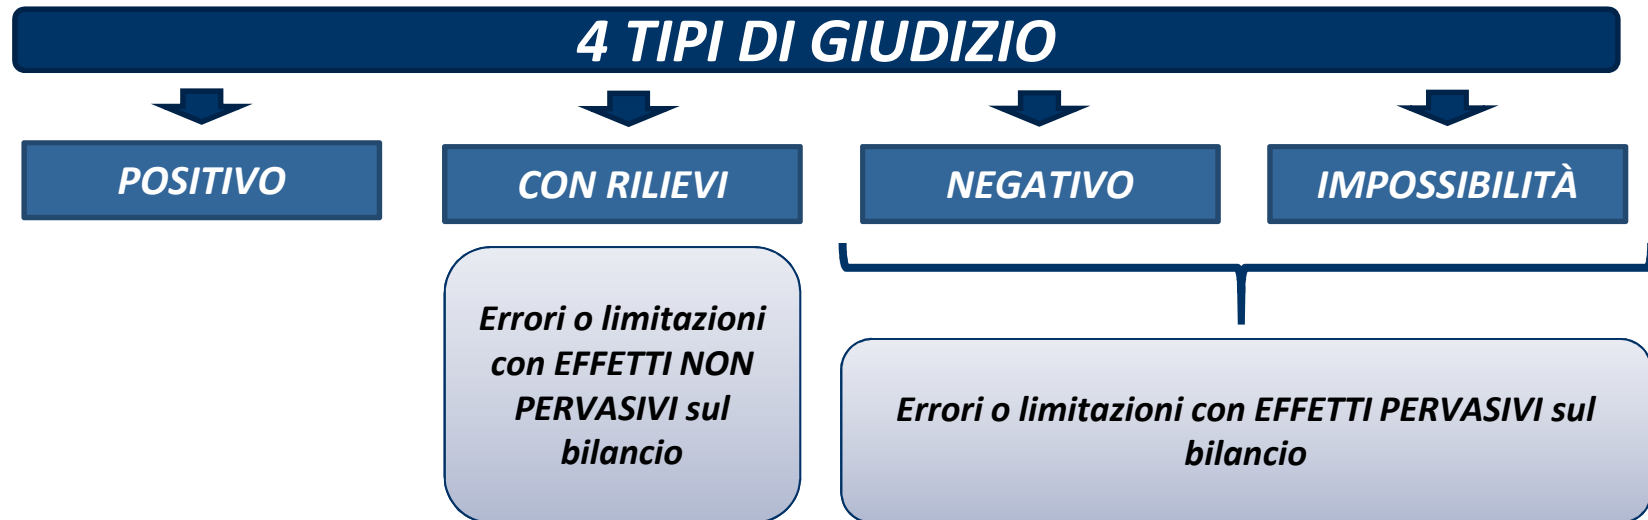 4 TIPI DI GIUDIZIO
POSITIVO
CON RILIEVI
NEGATIVO
IMPOSSIBILITÀ
Errori o limitazioni
con EFFETTI NON
PERVASIVI sul
bilancio
Errori o limitazioni con EFFETTI PERVASIVI sul
bilancio